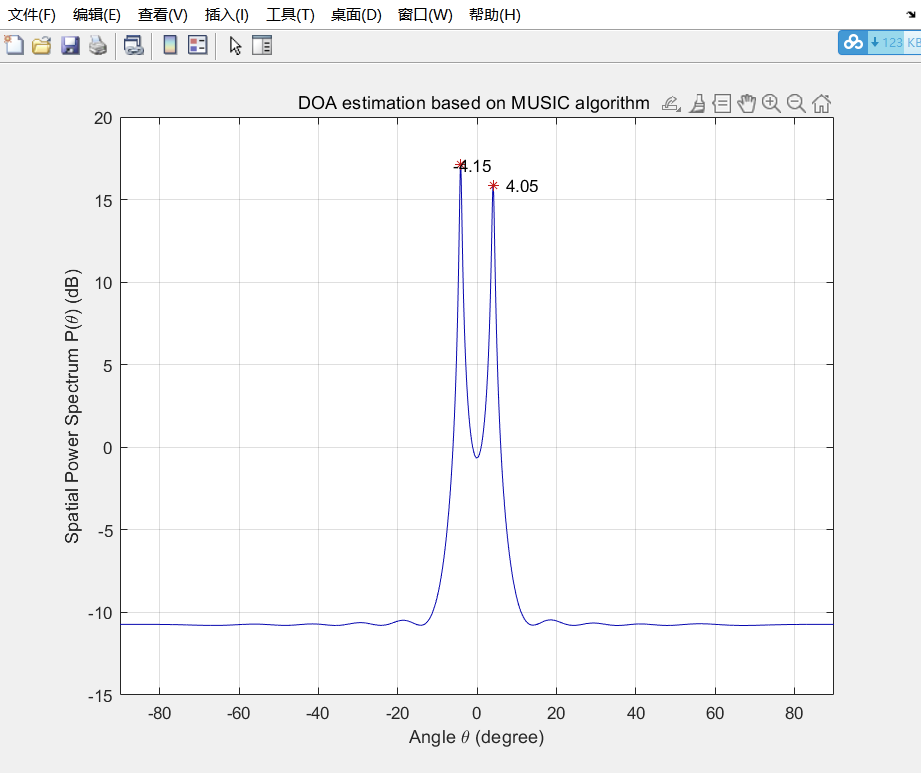 文件(F) 编辑(E) 查看(V) 插入(I) 工具(T) 桌面(D) 窗口(W) 帮助(H)
123 KB
DOA estimation based on MUSIC algorithm
-4.15
4.05
20
15
10
5
0
-5
-10
-15
Spatial Power Spectrum P(θ) (dB)
-80 -60 -40 -20 0 20 40 60 80
Angle θ (degree)